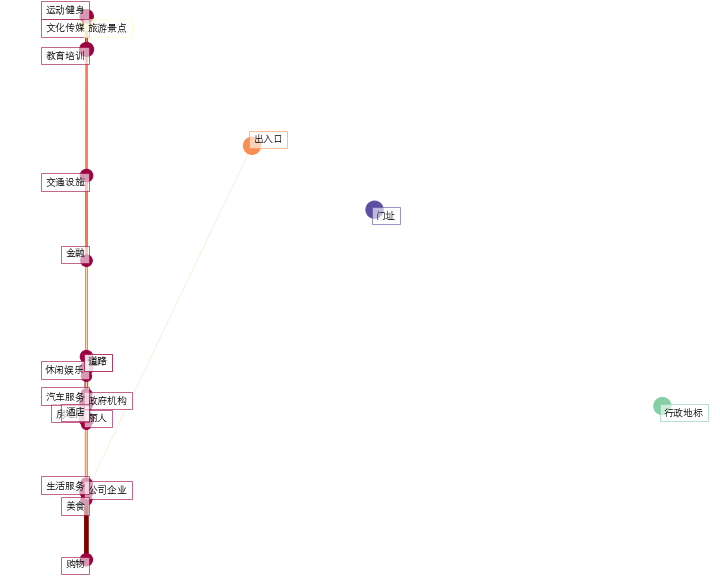 运动健身
文化传媒
旅游景点
教育培训
出入口
交通设施
门址
金融
道路
休闲娱乐
汽车服务
政府机构
酒店
丽人
行政地标
生活服务
公司企业
美食
购物